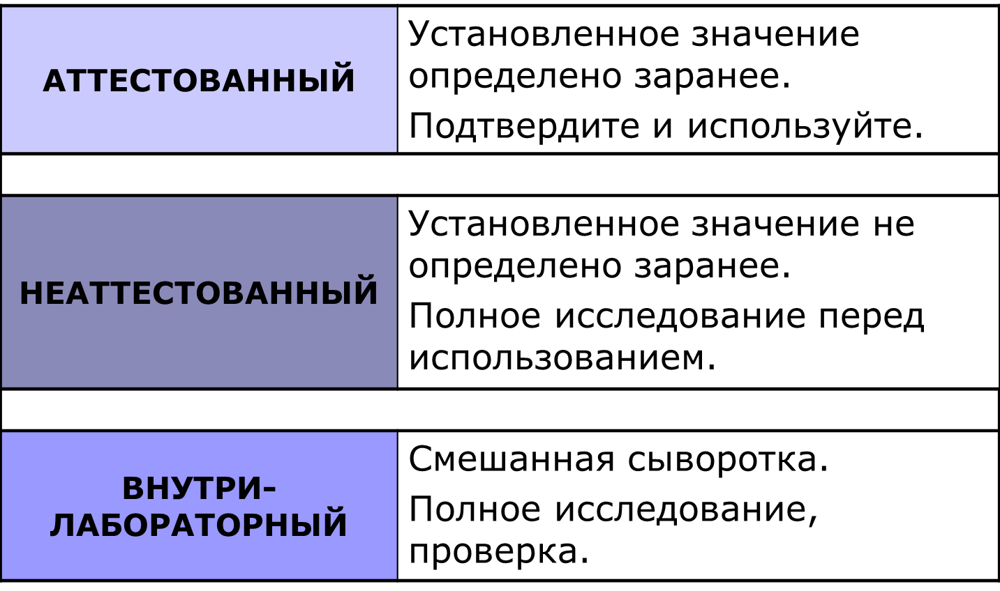 АТТЕСТОВАННЫЙ
Установленное значение
определено заранее.
Подтвердите и используйте.
НЕАТТЕСТОВАННЫЙ
Установленное значение не
определено заранее.
Полное исследование перед
использованием.
ВНУТРИ-
ЛАБОРАТОРНЫЙ
Смешанная сыворотка.
Полное исследование,
проверка.